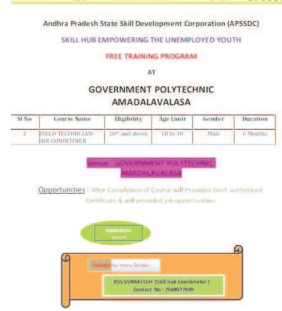 Andhra Pradesh State Skill Development Corporation (APSSDC)
SKILL HUB EMPOWERING THE UNEMPLOYED YOUTH
FREE TRAINING PROGRAM
AT
GOVERNMENT POLYTECHNIC
AMADALAVALASA
Sl No Course Name Eligibility Age Limit Gender Duration
1 FIELD TECHNICIAN- 10th and above 18 to 30 Male 6 Months
AIR CONDITINER
Venue : GOVERNMENT POLYTECHNIC
AMADALAVALASA
Opportunities : After Completion of Course will Provided Govt. authorized
Certificate & will provided job opportunities.
Contact for more Details
KSS.VENKATESH (Skill hub Coordinator )